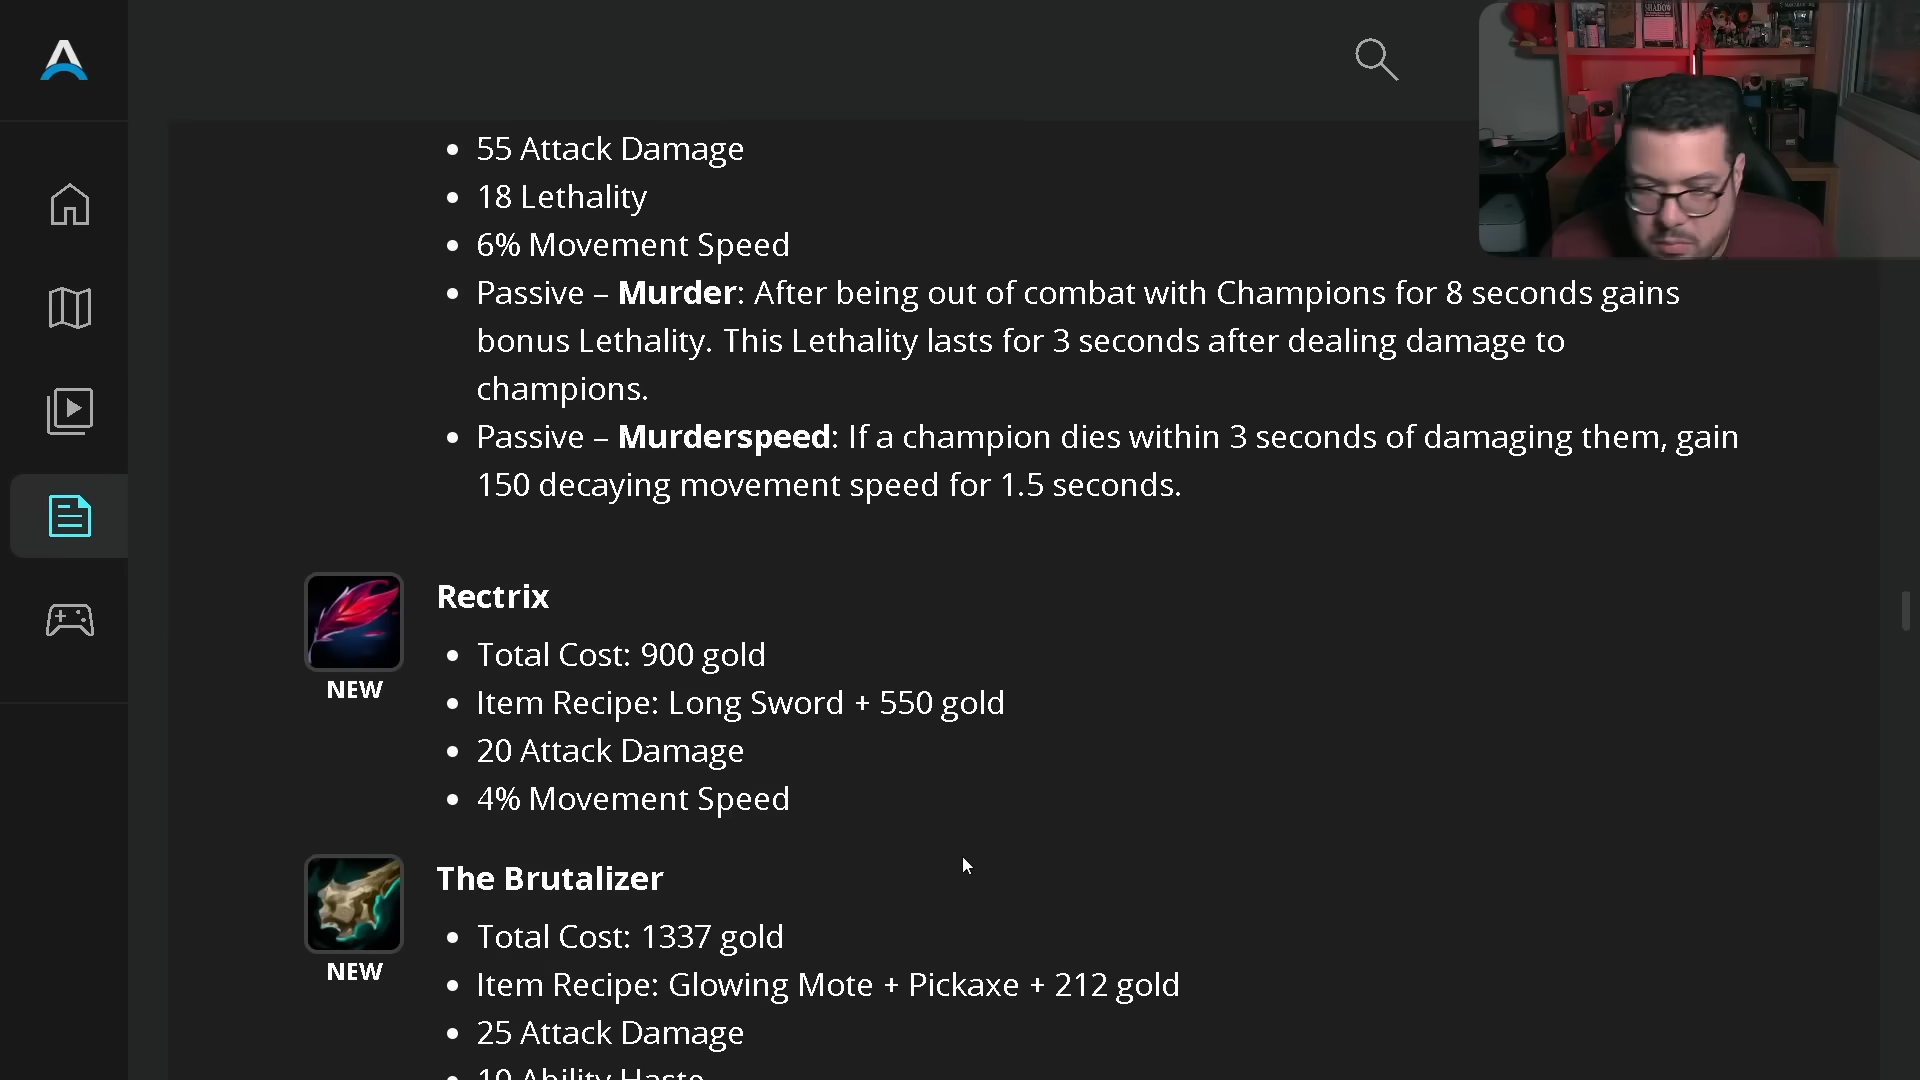 SHADOW
• 55 Attack Damage
• 18 Lethality
• 6% Movement Speed
• Passive – Murder: After being out of combat with Champions for 8 seconds gains
bonus Lethality. This Lethality lasts for 3 seconds after dealing damage to
champions.
• Passive – Murderspeed: If a champion dies within 3 seconds of damaging them, gain
150 decaying movement speed for 1.5 seconds.
Rectrix
NEW
• Total Cost: 900 gold
• Item Recipe: Long Sword + 550 gold
• 20 Attack Damage
• 4% Movement Speed
The Brutalizer
NEW
• Total Cost: 1337 gold
• Item Recipe: Glowing Mote + Pickaxe + 212 gold
• 25 Attack Damage
• 10 Ability Haste